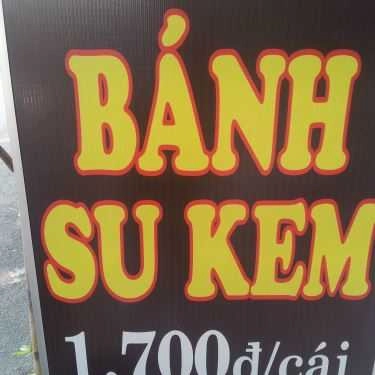 BÁNH
SU KEM
1.700đ/cái